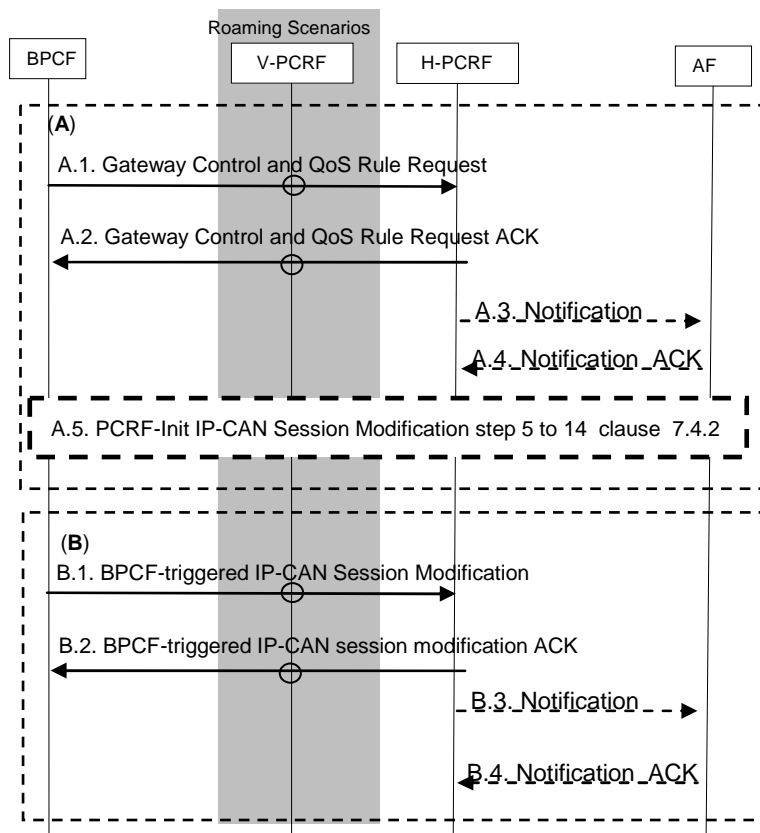 Roaming Scenarios
BPCF
V-PCRF
H-PCRF
AF
(A)
A.1. Gateway Control and QoS Rule Request
A.2. Gateway Control and QoS Rule Request ACK
A.3. Notification
A.4. Notification ACK
A.5. PCRF-Init IP-CAN Session Modification step 5 to 14 clause 7.4.2
(B)
B.1. BPCF-triggered IP-CAN Session Modification
B.2. BPCF-triggered IP-CAN session modification ACK
B.3. Notification
B.4. Notification ACK